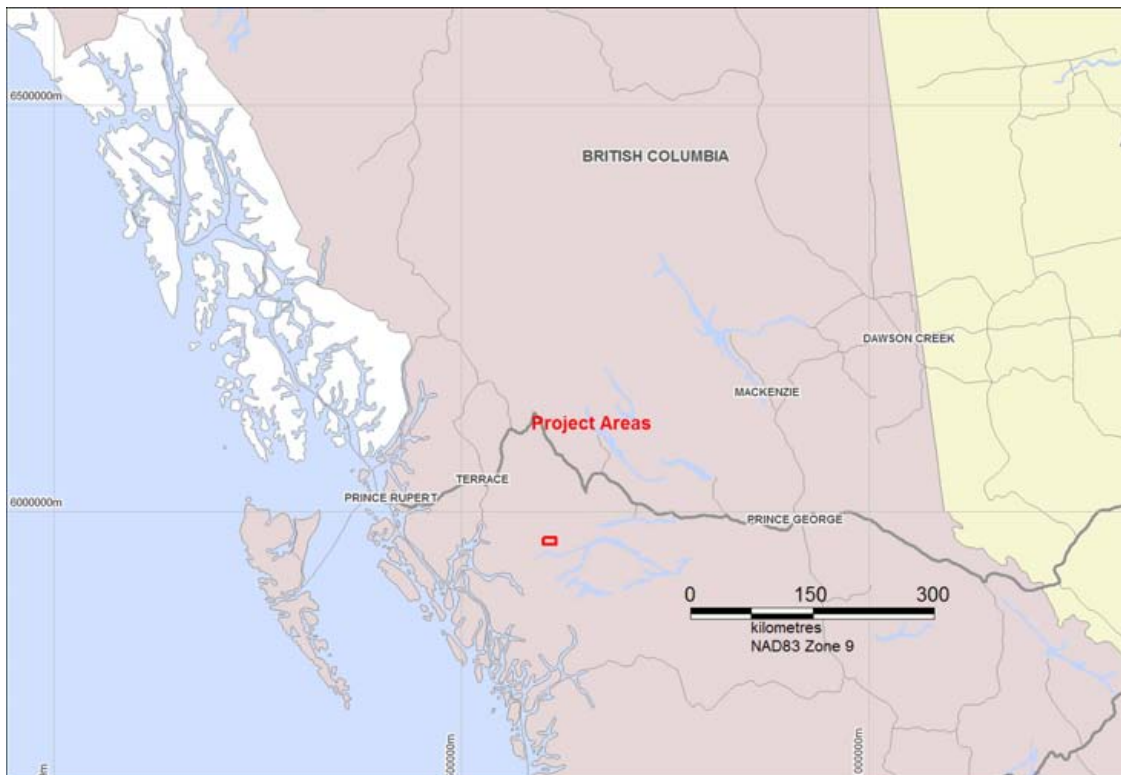 6500000m
BRITISH COLUMBIA
DAWSON CREEK
MACKENZIE
Project Areas
TERRACE
PRINCE RUPERT
6000000m
PRINCE GEORGE
0 150 300
kilometres
NAD83 Zone 9